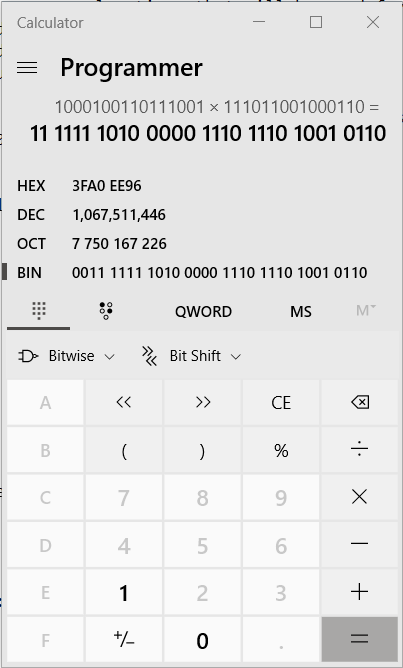 Calculator
Programmer
1000100110111001 × 111011001000110 =
11 1111 1010 0000 1110 1110 1001 0110
HEX 3FA0 EE96
DEC 1,067,511,446
OCT 7 750 167 226
BIN 0011 1111 1010 0000 1110 1110 1001 0110
QWORD MS M
Bitwise Bit Shift
A << >> CE
B ( ) % ÷
C 7 8 9 ×
D 4 5 6 −
E 1 2 3 +
F +/− 0 . =